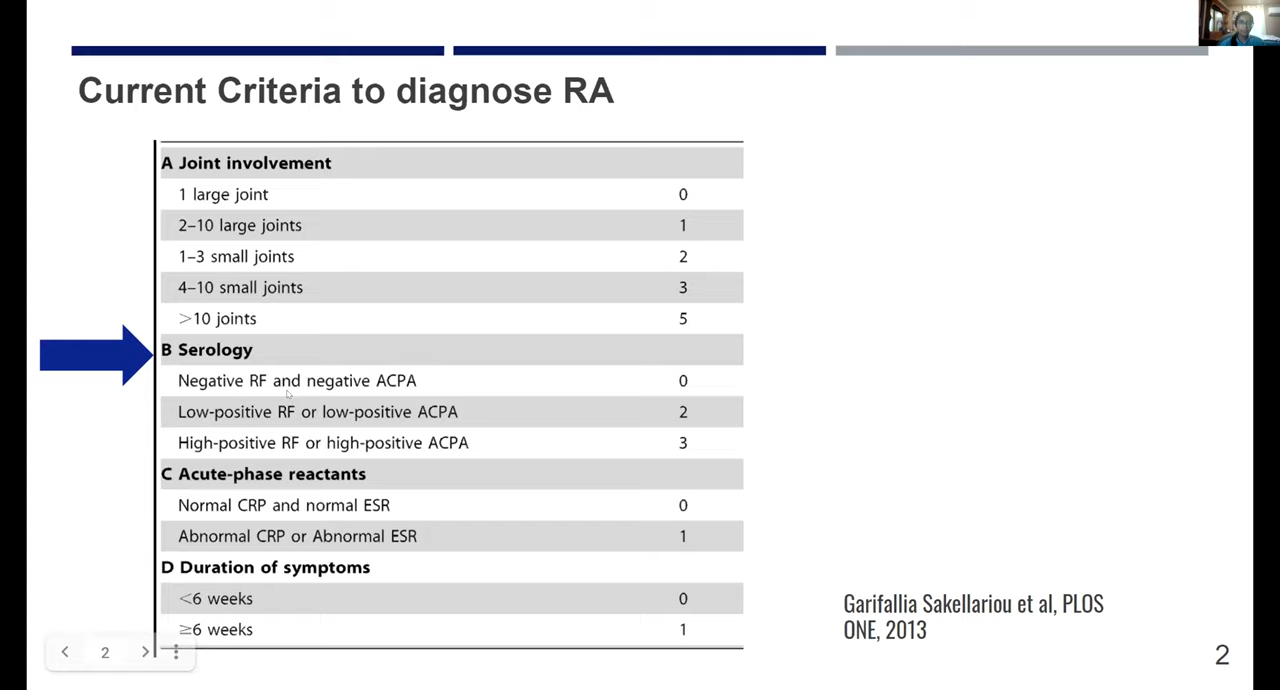 Current Criteria to diagnose RA
A Joint involvement
1 large joint 0
2–10 large joints 1
1–3 small joints 2
4–10 small joints 3
>10 joints 5
B Serology
Negative RF and negative ACPA 0
Low-positive RF or low-positive ACPA 2
High-positive RF or high-positive ACPA 3
C Acute-phase reactants
Normal CRP and normal ESR 0
Abnormal CRP or Abnormal ESR 1
D Duration of symptoms
<6 weeks 0
≥6 weeks 1
Garifallia Sakellariou et al, PLOS
ONE, 2013
2
2